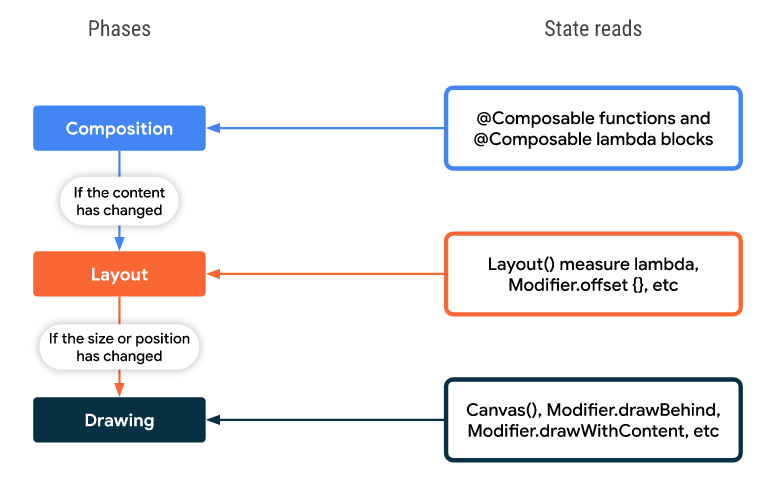 Phases
State reads
Composition
@Composable functions and
@Composable lambda blocks
If the content
has changed
Layout
Layout() measure lambda,
Modifier.offset {}, etc
If the size or position
has changed
Drawing
Canvas(), Modifier.drawBehind,
Modifier.drawWithContent, etc